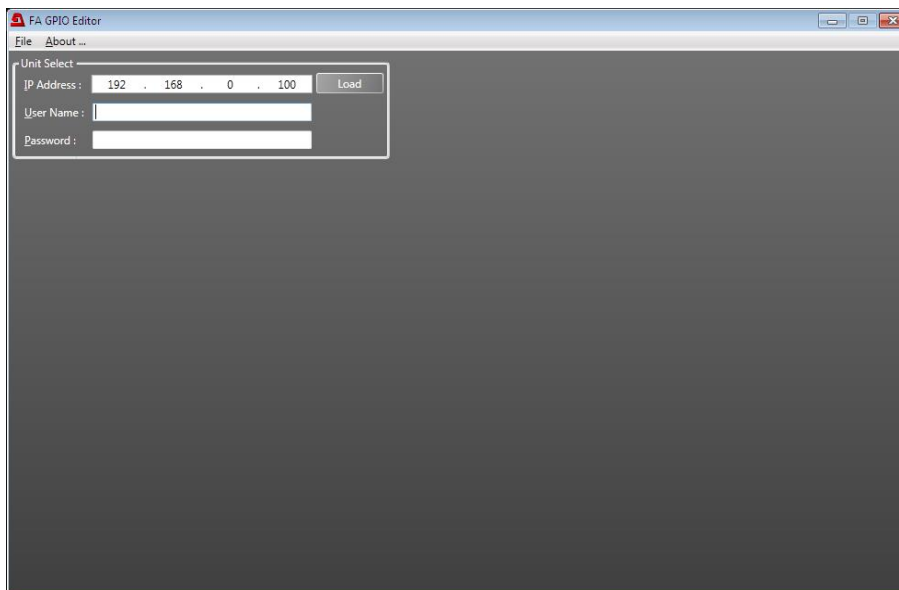 FA GPIO Editor
File About ...
Unit Select
IP Address : 192 . 168 . 0 . 100 Load
User Name :
Password :